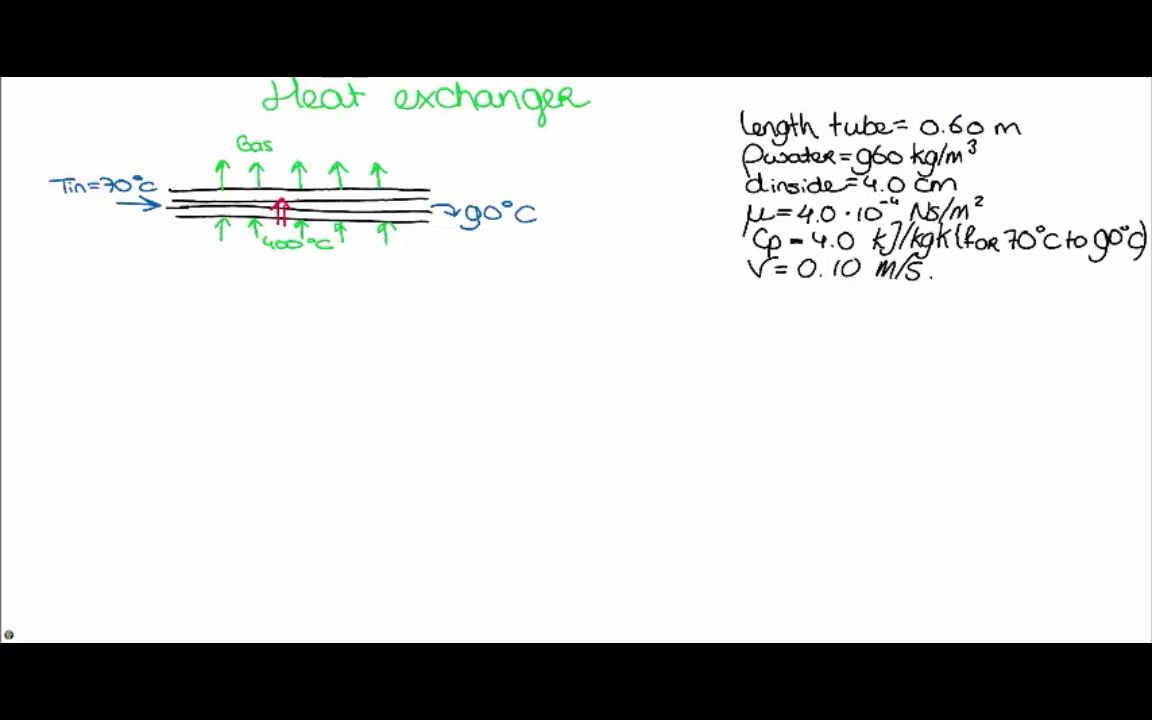 Heat exchanger
Gas
Tin=70°C
90°C
400°C
length tube= 0.60 m
ρwater=960 kg/m³
dinside=4.0 cm
μ=4.0·10⁻⁴ Ns/m²
Cp=4.0 kJ/kgK(for 70°C to 90°C)
V=0.10 m/s.